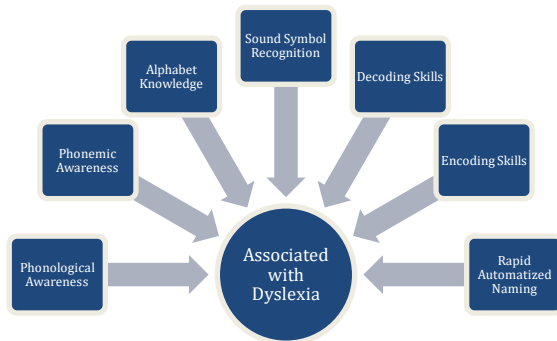 Phonological
Awareness
Phonemic
Awareness
Alphabet
Knowledge
Sound Symbol
Recognition
Decoding Skills
Encoding Skills
Rapid
Automatized
Naming
Associated
with
Dyslexia